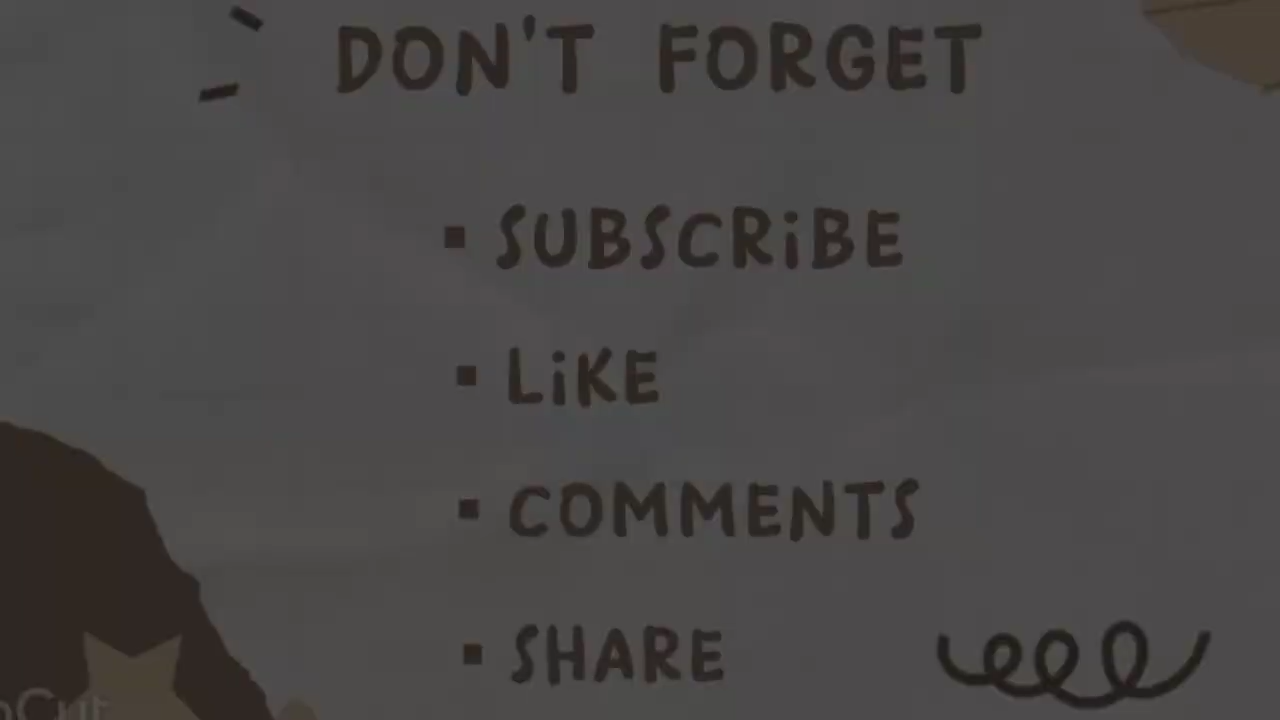 DON'T FORGET
▪ SUBSCRiBE
▪ LiKE
▪ COMMENTS
▪ SHARE